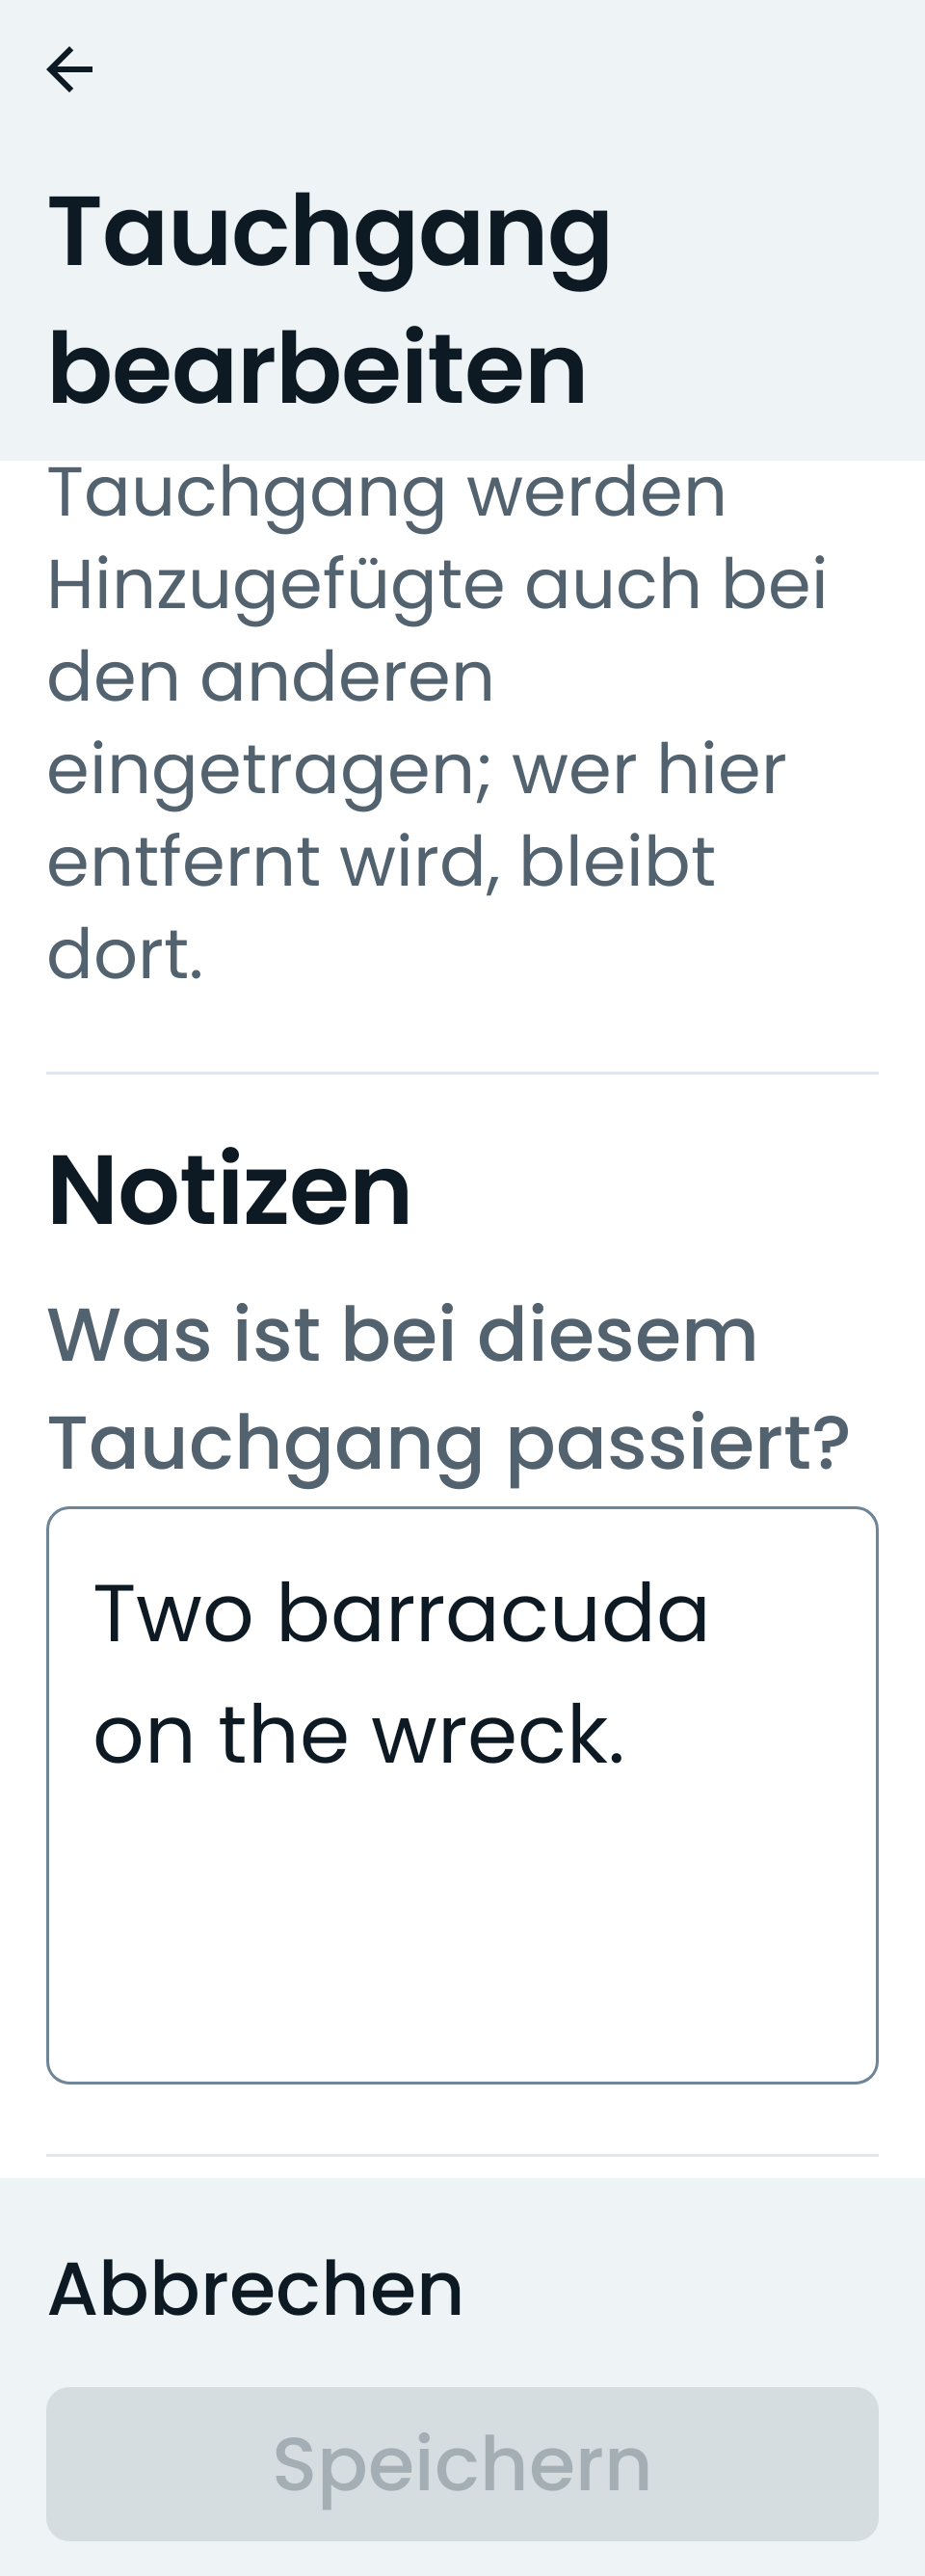 Tauchgang
bearbeiten
Tauchgang werden
Hinzugefügte auch bei
den anderen
eingetragen; wer hier
entfernt wird, bleibt
dort.
Notizen
Was ist bei diesem
Tauchgang passiert?
Two barracuda
on the wreck.
Abbrechen
Speichern